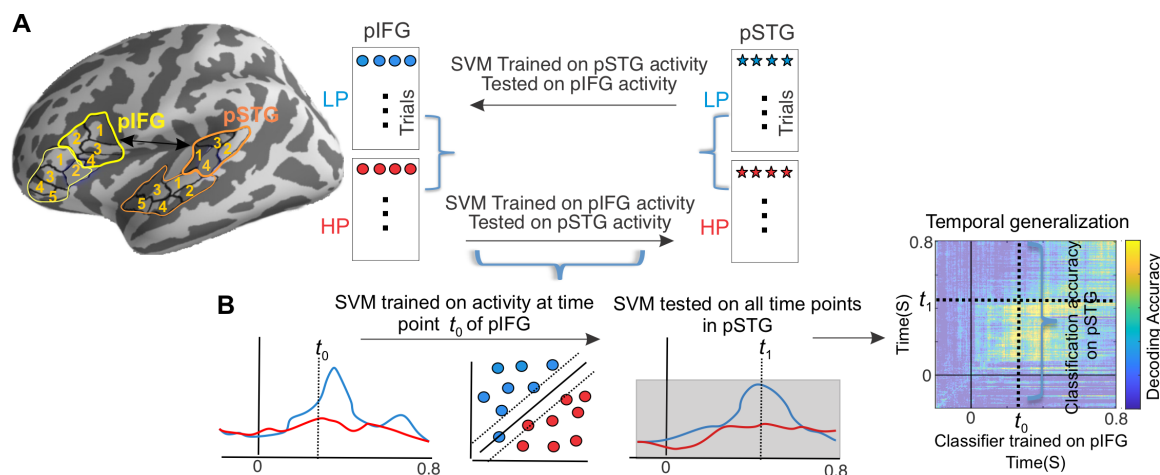 A
pIFG
pSTG
pIFG
pSTG
1
2
3
4
1
2
3
4
5
3
2
1
4
1
2
3
4
5
LP
HP
Trials
SVM Trained on pSTG activity
Tested on pIFG activity
SVM Trained on pIFG activity
Tested on pSTG activity
LP
HP
Trials
B
SVM trained on activity at time
point t0 of pIFG
t0
0
0.8
SVM tested on all time points
in pSTG
t1
0
0.8
Temporal generalization
0.8
t1
Time(S)
0
Classification accuracy
on pSTG
0
t0
0.8
Classifier trained on pIFG
Time(S)
Decoding Accuracy